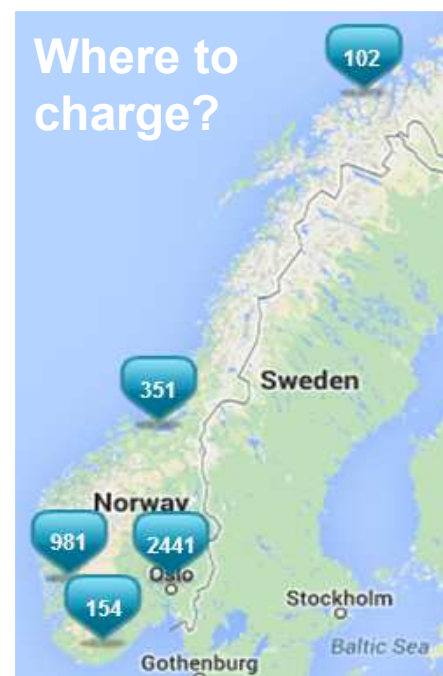 Where to
charge?
102
351
Sweden
Norway
981
2441
Oslo
154
Stockholm
Baltic Sea
Gothenburg